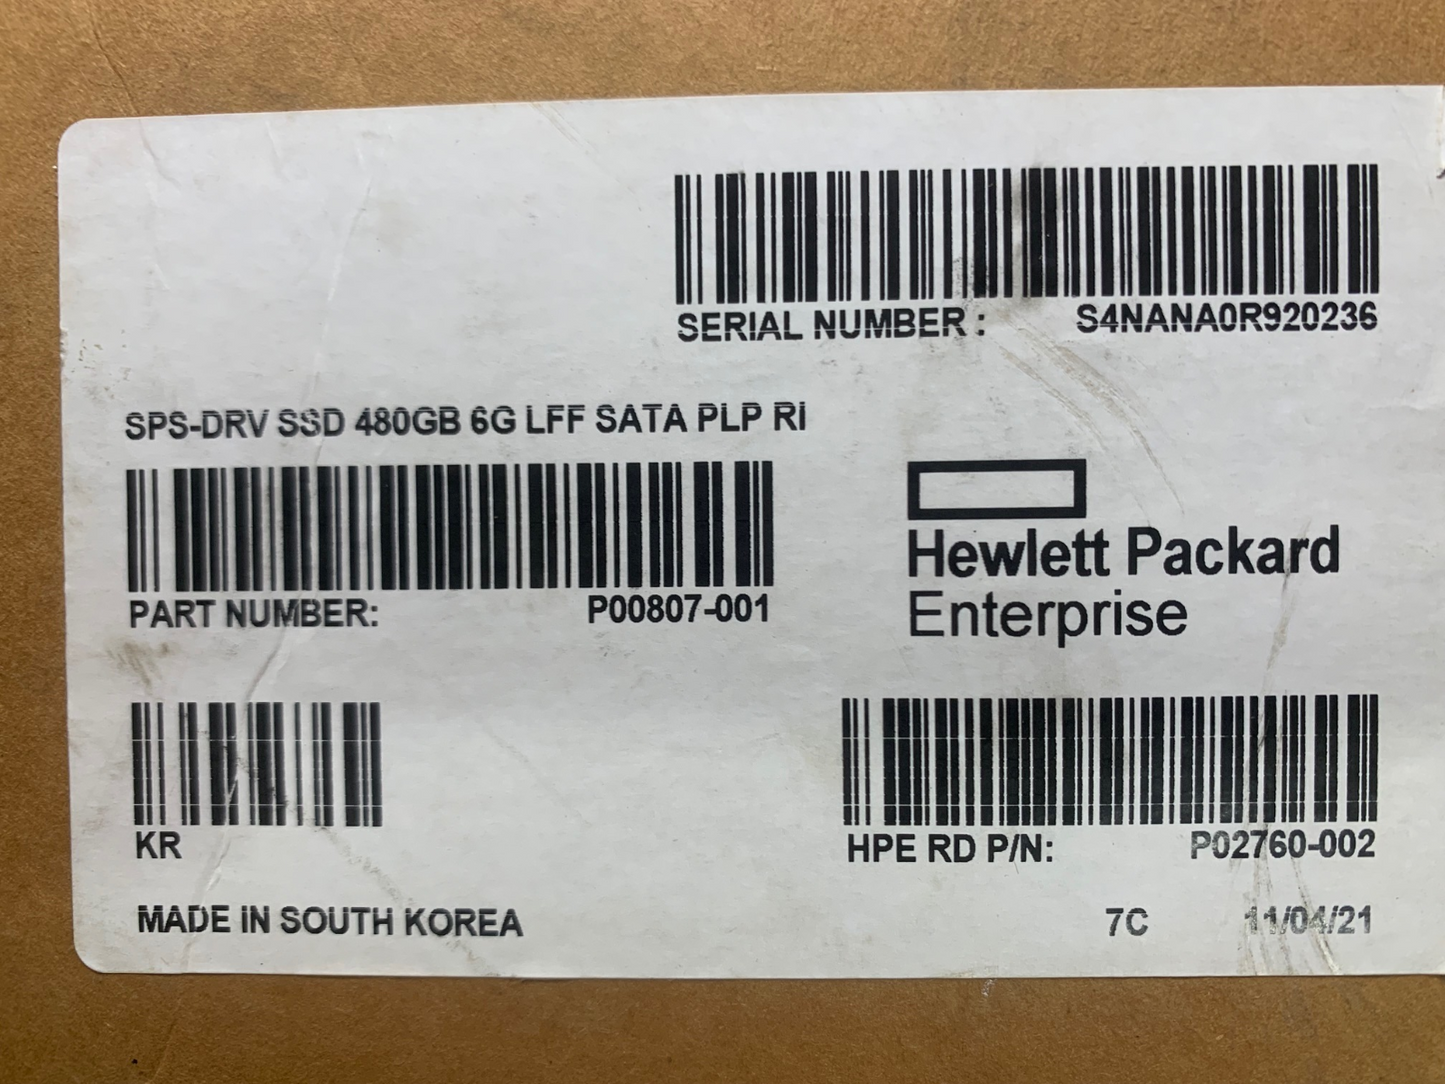 SERIAL NUMBER : S4NANA0R920236
SPS-DRV SSD 480GB 6G LFF SATA PLP RI
PART NUMBER: P00807-001
Hewlett Packard
Enterprise
KR
HPE RD P/N: P02760-002
MADE IN SOUTH KOREA
7C 11/04/21